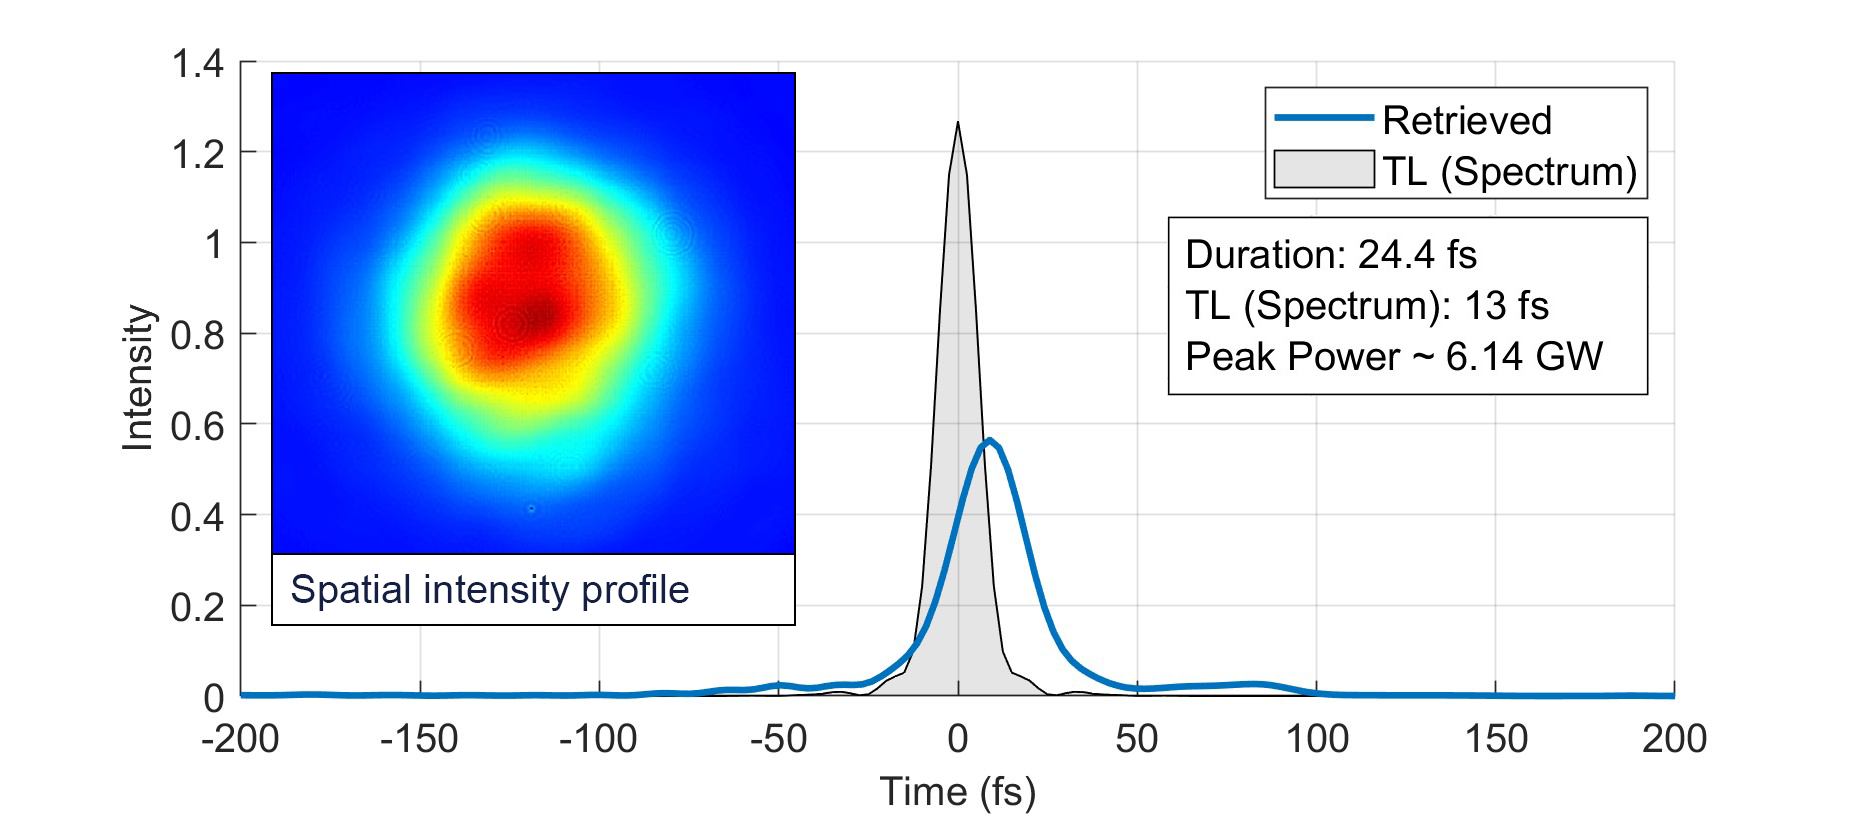 1.4
1.2
1
0.8
0.6
0.4
0.2
0
Intensity
Spatial intensity profile
Retrieved
TL (Spectrum)
Duration: 24.4 fs
TL (Spectrum): 13 fs
Peak Power ~ 6.14 GW
-200 -150 -100 -50 0 50 100 150 200
Time (fs)